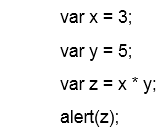 var x = 3;
var y = 5;
var z = x * y;
alert(z);